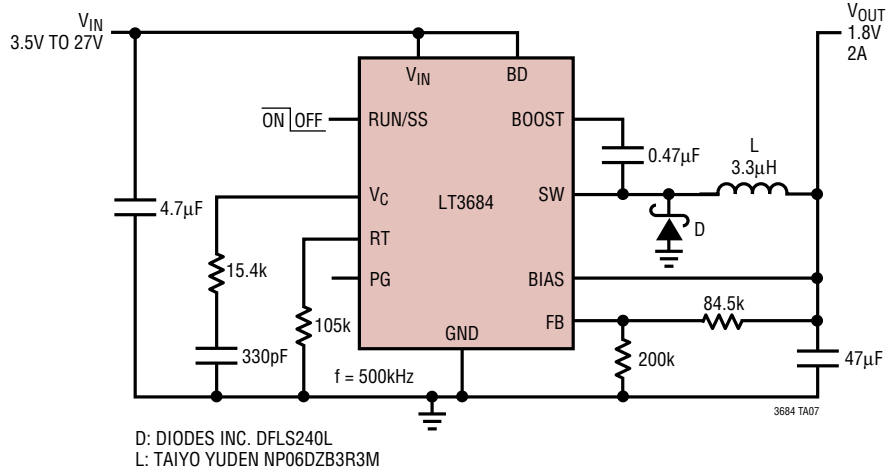 VIN
3.5V TO 27V
VOUT
1.8V
2A
VIN
BD
ON OFF
RUN/SS
BOOST
0.47µF
L
3.3µH
4.7µF
VC
LT3684
SW
D
RT
15.4k
PG
BIAS
84.5k
FB
105k
GND
330pF
200k
47µF
f = 500kHz
3684 TA07
D: DIODES INC. DFLS240L
L: TAIYO YUDEN NP06DZB3R3M